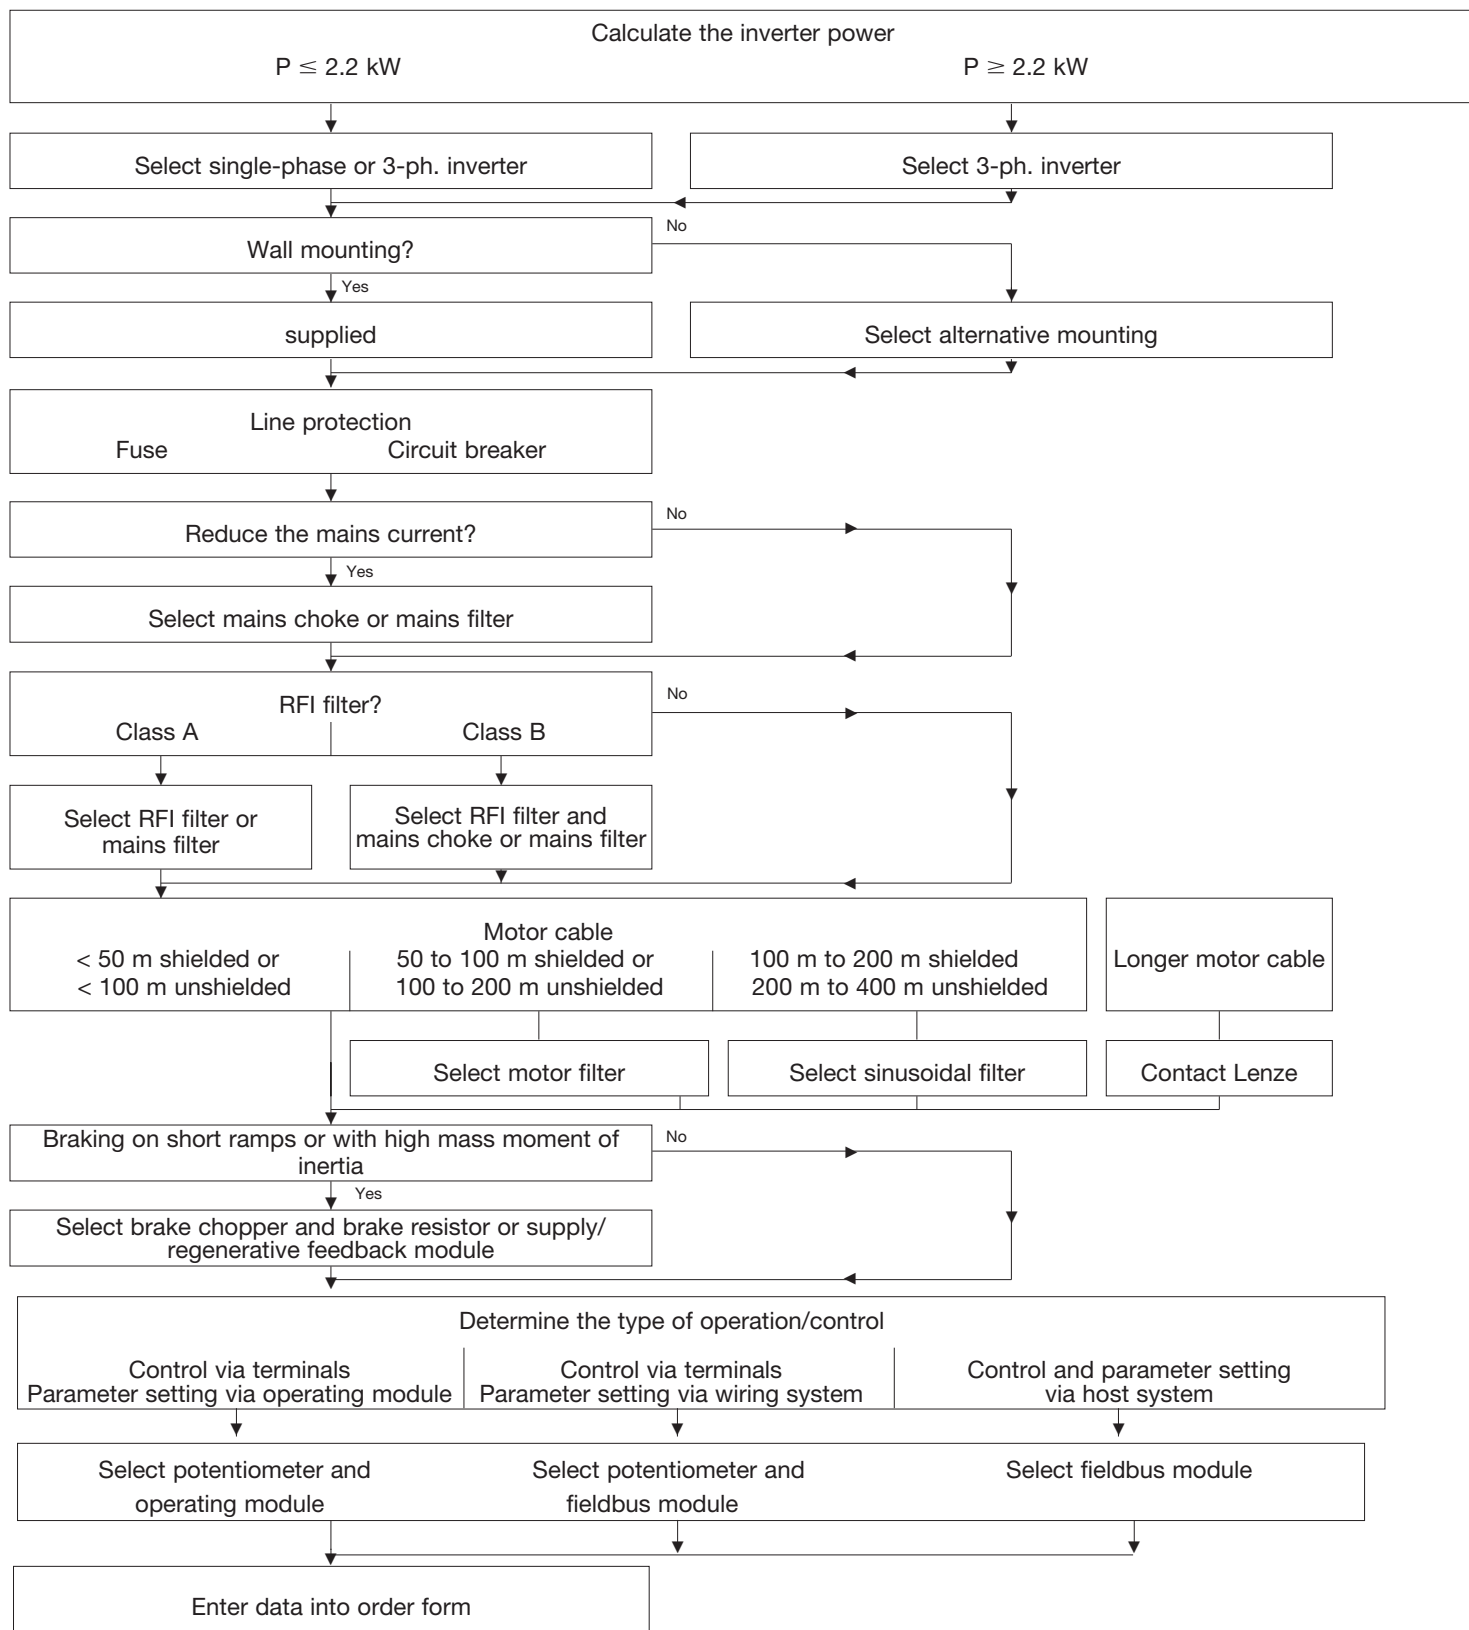 Calculate the inverter power
P ≤ 2.2 kW
P ≥ 2.2 kW
Select single-phase or 3-ph. inverter
Select 3-ph. inverter
Wall mounting?
No
Yes
supplied
Select alternative mounting
Line protection
Fuse
Circuit breaker
Reduce the mains current?
No
Yes
Select mains choke or mains filter
RFI filter?
No
Class A
Class B
Select RFI filter or
mains filter
Select RFI filter and
mains choke or mains filter
Motor cable
< 50 m shielded or
< 100 m unshielded
50 to 100 m shielded or
100 to 200 m unshielded
100 m to 200 m shielded
200 m to 400 m unshielded
Longer motor cable
Select motor filter
Select sinusoidal filter
Contact Lenze
Braking on short ramps or with high mass moment of
inertia
No
Yes
Select brake chopper and brake resistor or supply/
regenerative feedback module
Determine the type of operation/control
Control via terminals
Parameter setting via operating module
Control via terminals
Parameter setting via wiring system
Control and parameter setting
via host system
Select potentiometer and
operating module
Select potentiometer and
fieldbus module
Select fieldbus module
Enter data into order form